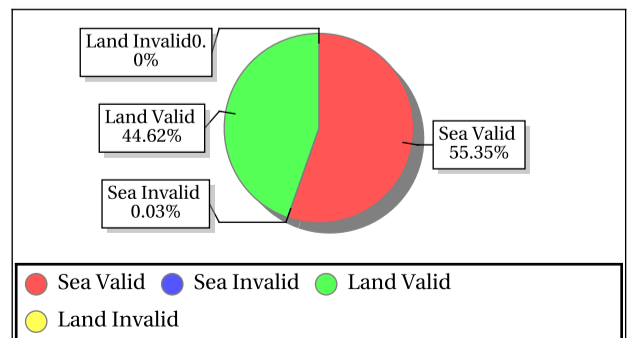 Land Invalid0.
0%
Land Valid
44.62%
Sea Valid
55.35%
Sea Invalid
0.03%
Sea Valid Sea Invalid Land Valid
Land Invalid